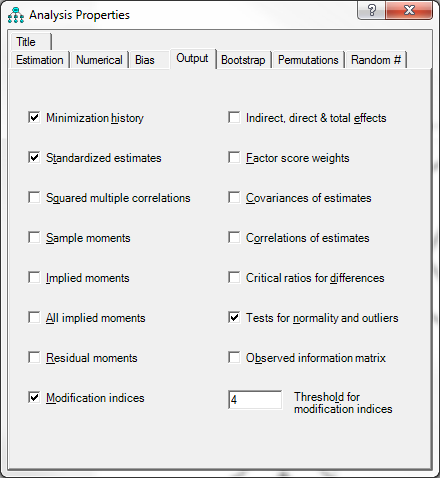 Analysis Properties
?
Title
Estimation Numerical Bias Output Bootstrap Permutations Random #
Minimization history
Indirect, direct & total effects
Standardized estimates
Factor score weights
Squared multiple correlations
Covariances of estimates
Sample moments
Correlations of estimates
Implied moments
Critical ratios for differences
All implied moments
Tests for normality and outliers
Residual moments
Observed information matrix
Modification indices
4
Threshold for
modification indices